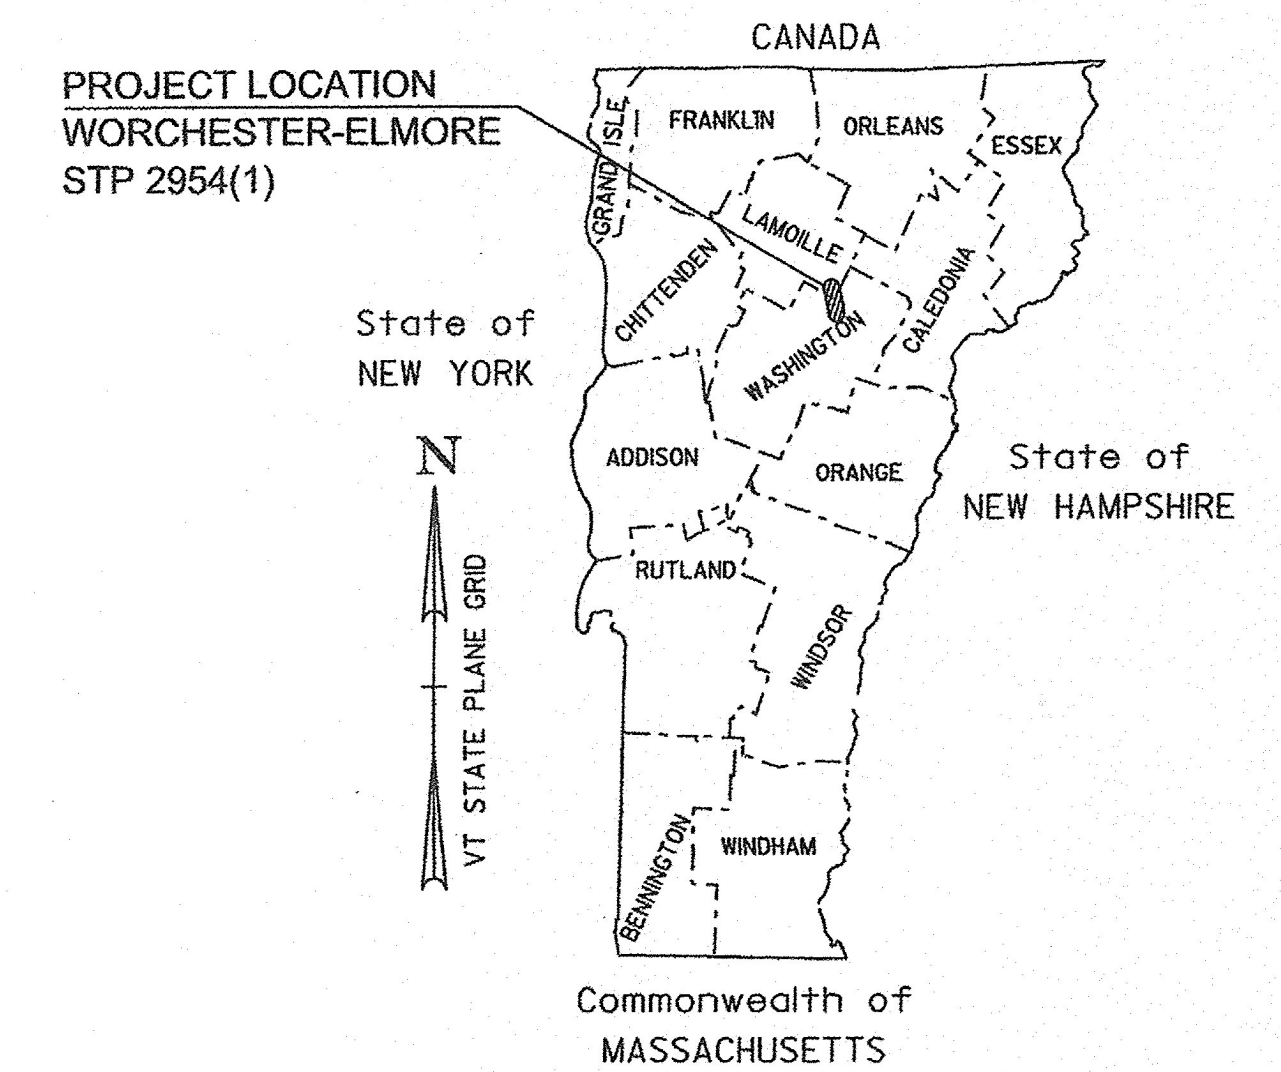 CANADA
PROJECT LOCATION
WORCHESTER-ELMORE
STP 2954(1)
GRAND ISLE
FRANKLIN
ORLEANS
ESSEX
LAMOILLE
CHITTENDEN
CALEDONIA
WASHINGTON
State of
NEW YORK
N
VT STATE PLANE GRID
ADDISON
ORANGE
State of
NEW HAMPSHIRE
RUTLAND
WINDSOR
BENNINGTON
WINDHAM
Commonwealth of
MASSACHUSETTS